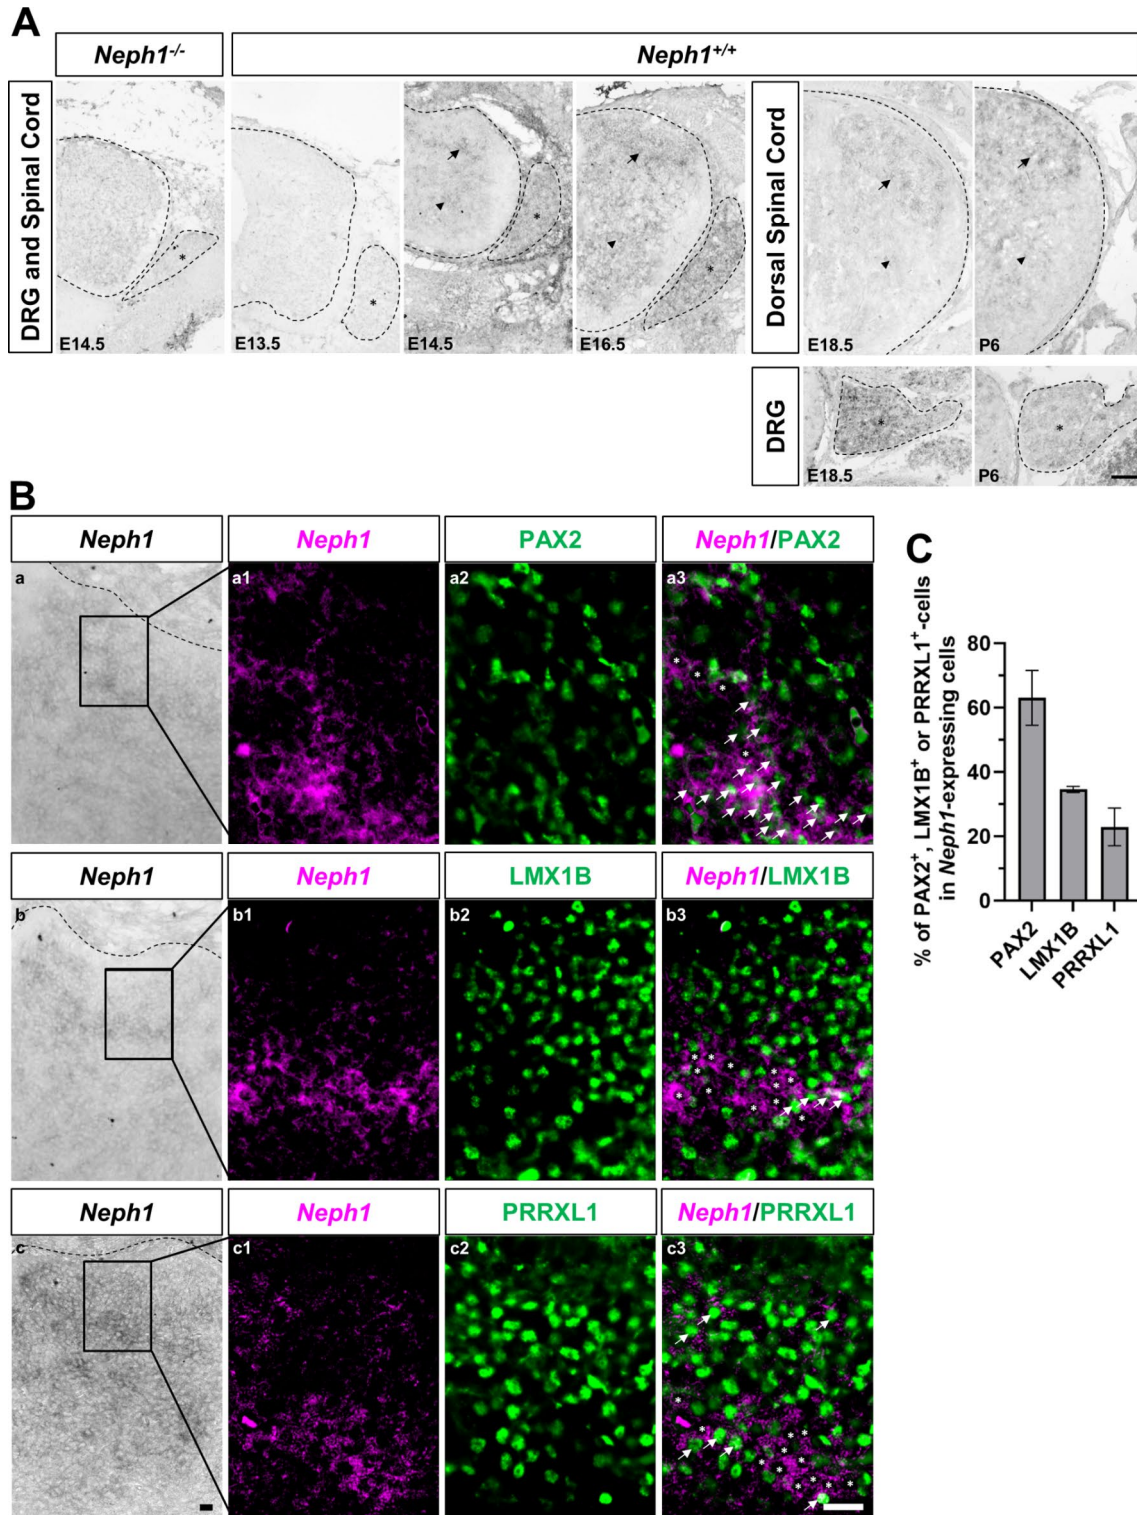 A
Neph1-/-
Neph1+/+
DRG and Spinal Cord
E14.5
E13.5
E14.5
E16.5
Dorsal Spinal Cord
E18.5
P6
DRG
E18.5
P6
B
Neph1
Neph1
PAX2
Neph1/PAX2
a
a1
a2
a3
Neph1
Neph1
LMX1B
Neph1/LMX1B
b
b1
b2
b3
Neph1
Neph1
PRRXL1
Neph1/PRRXL1
c
c1
c2
c3
C
% of PAX2+, LMX1B+ or PRRXL1+-cells
in Neph1-expressing cells
80
60
40
20
0
PAX2
LMX1B
PRRXL1